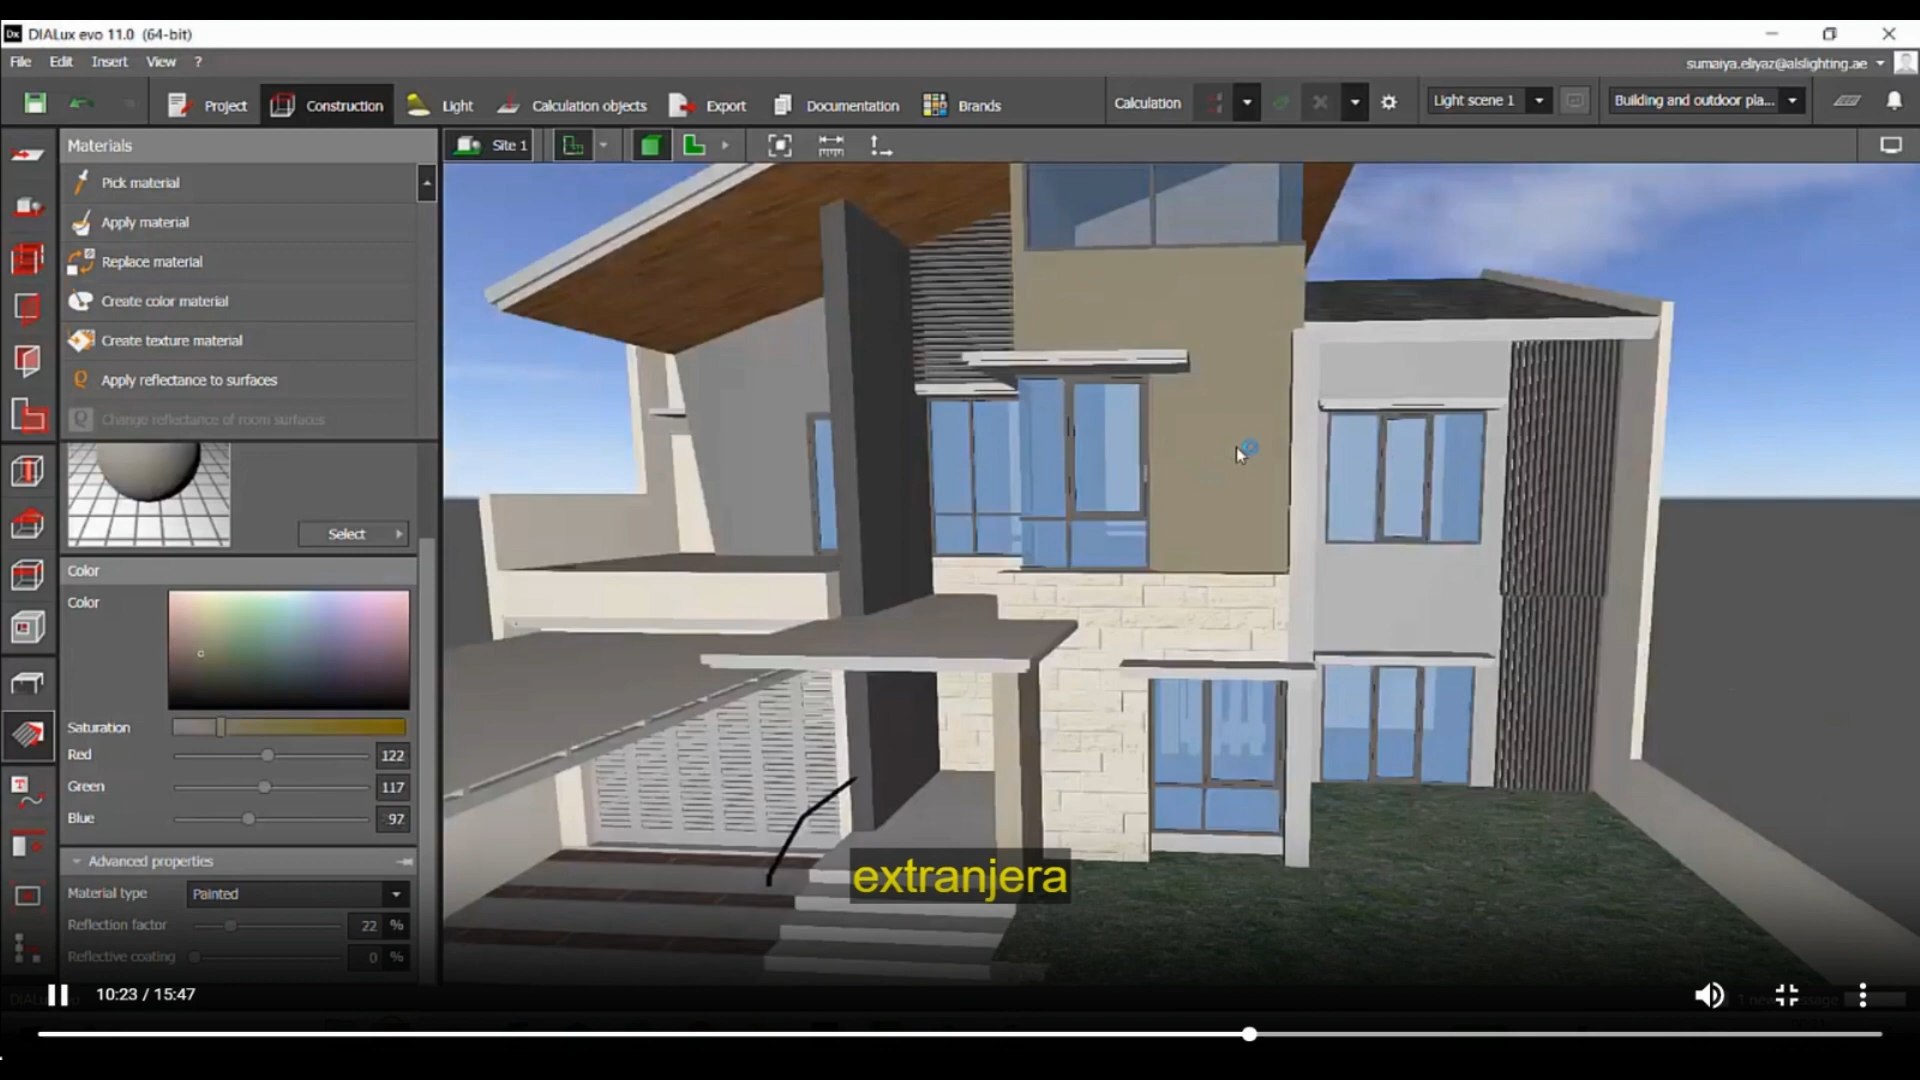 DIALux evo 11.0 (64-bit)
File Edit Insert View ?
sumaiya.eliyaz@alslighting.ae
Project Construction Light Calculation objects Export Documentation Brands
Calculation Light scene 1 Building and outdoor pla...
Materials
Site 1
Pick material
Apply material
Replace material
Create color material
Create texture material
Apply reflectance to surfaces
Change reflectance of room surfaces
Select
Color
Color
Saturation
Red 122
Green 117
Blue 97
Advanced properties
Material type Painted
Reflection factor 22 %
Reflective coating 0 %
extranjera
10:23 / 15:47
1 new message